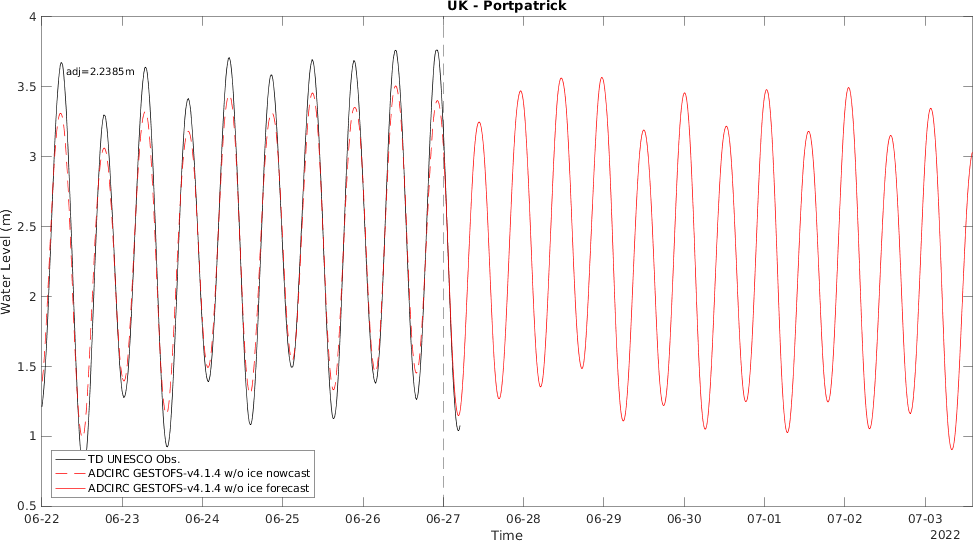 UK - Portpatrick
4
adj=2.2385m
3.5
3
2.5
2
1.5
1
0.5
Water Level (m)
TD UNESCO Obs.
ADCIRC GESTOFS-v4.1.4 w/o ice nowcast
ADCIRC GESTOFS-v4.1.4 w/o ice forecast
06-22 06-23 06-24 06-25 06-26 06-27 06-28 06-29 06-30 07-01 07-02 07-03
Time
2022